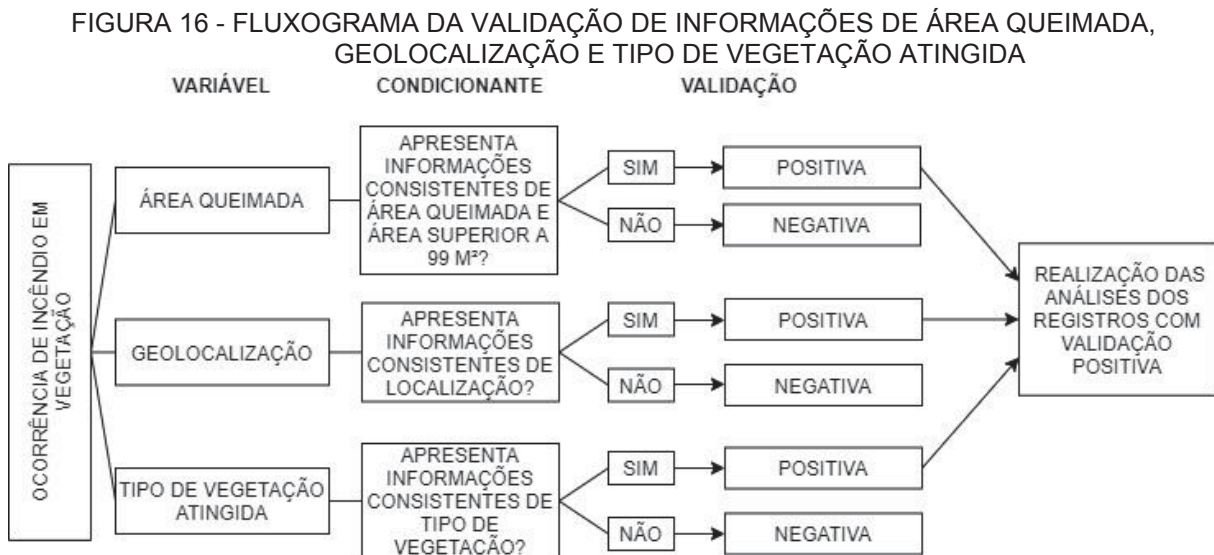 FIGURA 16 - FLUXOGRAMA DA VALIDAÇÃO DE INFORMAÇÕES DE ÁREA QUEIMADA,
GEOLOCALIZAÇÃO E TIPO DE VEGETAÇÃO ATINGIDA
VARIÁVEL
CONDICIONANTE
VALIDAÇÃO
OCORRÊNCIA DE INCÊNDIO EM
VEGETAÇÃO
ÁREA QUEIMADA
APRESENTA
INFORMAÇÕES
CONSISTENTES DE
ÁREA QUEIMADA E
ÁREA SUPERIOR A
99 M²?
SIM
POSITIVA
NÃO
NEGATIVA
GEOLOCALIZAÇÃO
APRESENTA
INFORMAÇÕES
CONSISTENTES DE
LOCALIZAÇÃO?
SIM
POSITIVA
NÃO
NEGATIVA
TIPO DE VEGETAÇÃO
ATINGIDA
APRESENTA
INFORMAÇÕES
CONSISTENTES DE
TIPO DE
VEGETAÇÃO?
SIM
POSITIVA
NÃO
NEGATIVA
REALIZAÇÃO DAS
ANÁLISES DOS
REGISTROS COM
VALIDAÇÃO
POSITIVA